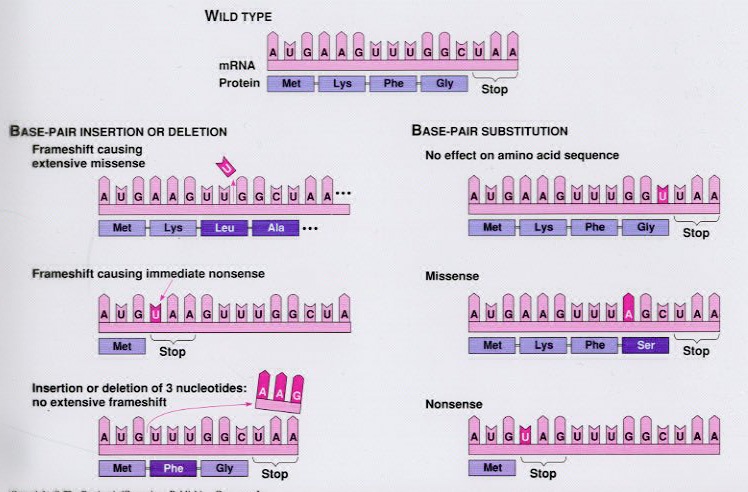 WILD TYPE
A U G A A G U U U G G C U A A
mRNA
Protein Met Lys Phe Gly Stop
BASE-PAIR INSERTION OR DELETION
Frameshift causing
extensive missense
U
A U G A A G U U G G C U A A •••
Met Lys Leu Ala •••
Frameshift causing immediate nonsense
A U G U A A G U U U G G C U A
Met Stop
Insertion or deletion of 3 nucleotides:
no extensive frameshift
A A G
A U G U U U G G C U A A
Met Phe Gly Stop
BASE-PAIR SUBSTITUTION
No effect on amino acid sequence
A U G A A G U U U G G U U A A
Met Lys Phe Gly Stop
Missense
A U G A A G U U U A G C U A A
Met Lys Phe Ser Stop
Nonsense
A U G U A G U U U G G C U A A
Met Stop